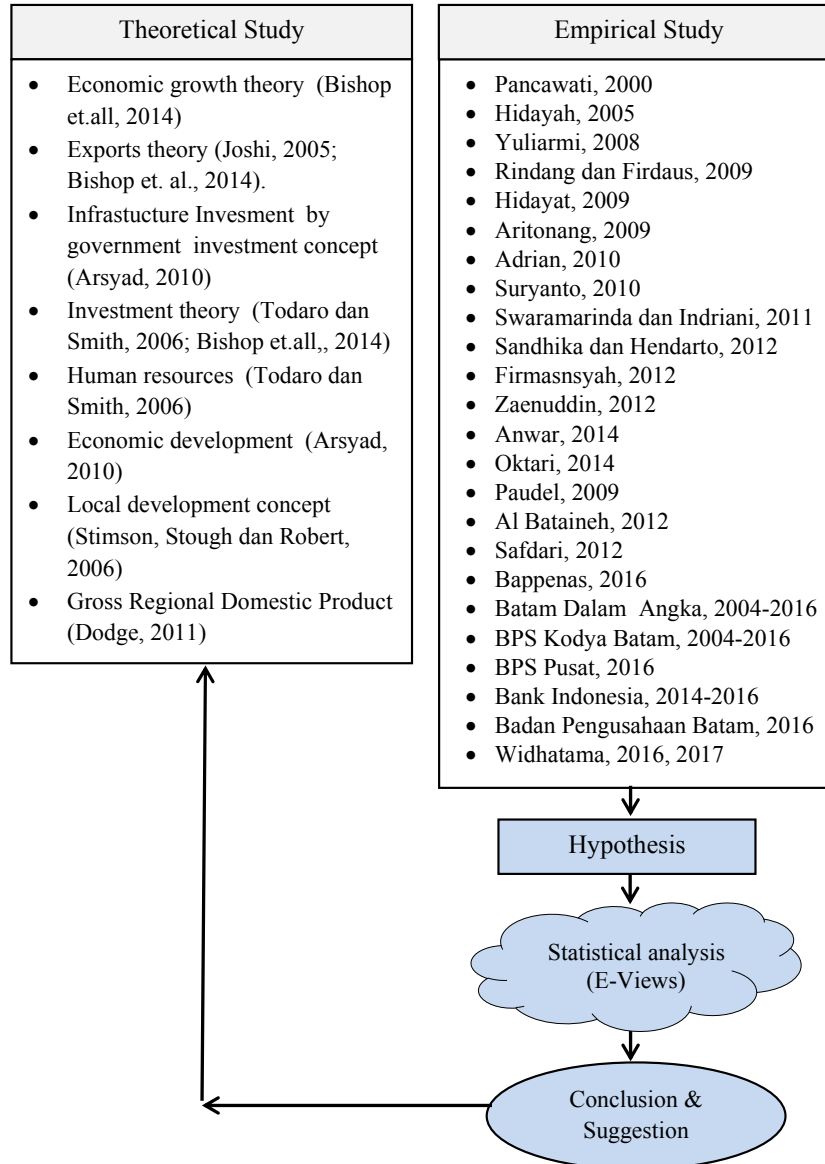 Theoretical Study
• Economic growth theory (Bishop
et.all, 2014)
• Exports theory (Joshi, 2005;
Bishop et. al., 2014).
• Infrastucture Invesment by
government investment concept
(Arsyad, 2010)
• Investment theory (Todaro dan
Smith, 2006; Bishop et.all,, 2014)
• Human resources (Todaro dan
Smith, 2006)
• Economic development (Arsyad,
2010)
• Local development concept
(Stimson, Stough dan Robert,
2006)
• Gross Regional Domestic Product
(Dodge, 2011)
Empirical Study
• Pancawati, 2000
• Hidayah, 2005
• Yuliarmi, 2008
• Rindang dan Firdaus, 2009
• Hidayat, 2009
• Aritonang, 2009
• Adrian, 2010
• Suryanto, 2010
• Swaramarinda dan Indriani, 2011
• Sandhika dan Hendarto, 2012
• Firmasnsyah, 2012
• Zaenuddin, 2012
• Anwar, 2014
• Oktari, 2014
• Paudel, 2009
• Al Bataineh, 2012
• Safdari, 2012
• Bappenas, 2016
• Batam Dalam Angka, 2004-2016
• BPS Kodya Batam, 2004-2016
• BPS Pusat, 2016
• Bank Indonesia, 2014-2016
• Badan Pengusahaan Batam, 2016
• Widhatama, 2016, 2017
Hypothesis
Statistical analysis
(E-Views)
Conclusion &
Suggestion